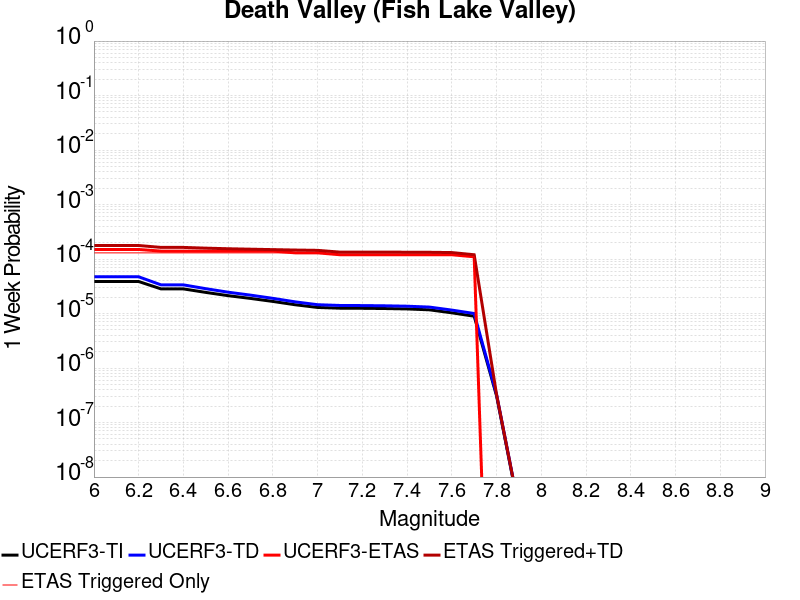 Death Valley (Fish Lake Valley)
10^0
10^-1
10^-2
10^-3
10^-4
10^-5
10^-6
10^-7
10^-8
1 Week Probability
6 6.2 6.4 6.6 6.8 7 7.2 7.4 7.6 7.8 8 8.2 8.4 8.6 8.8 9
Magnitude
UCERF3-TI UCERF3-TD UCERF3-ETAS ETAS Triggered+TD
ETAS Triggered Only